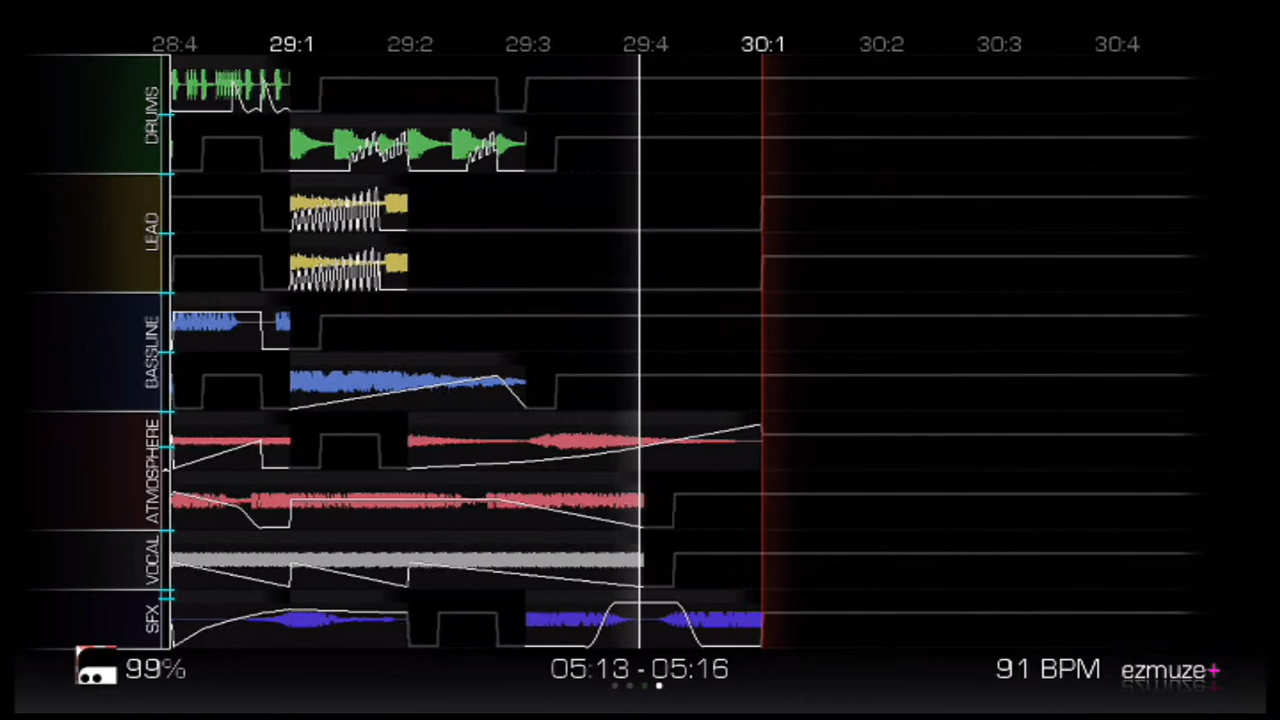 28:4 29:1 29:2 29:3 29:4 30:1 30:2 30:3 30:4
DRUMS
LEAD
BASSLINE
ATMOSPHERE
VOCAL
SFX
99% 05:13 - 05:16 91 BPM ezmuze+